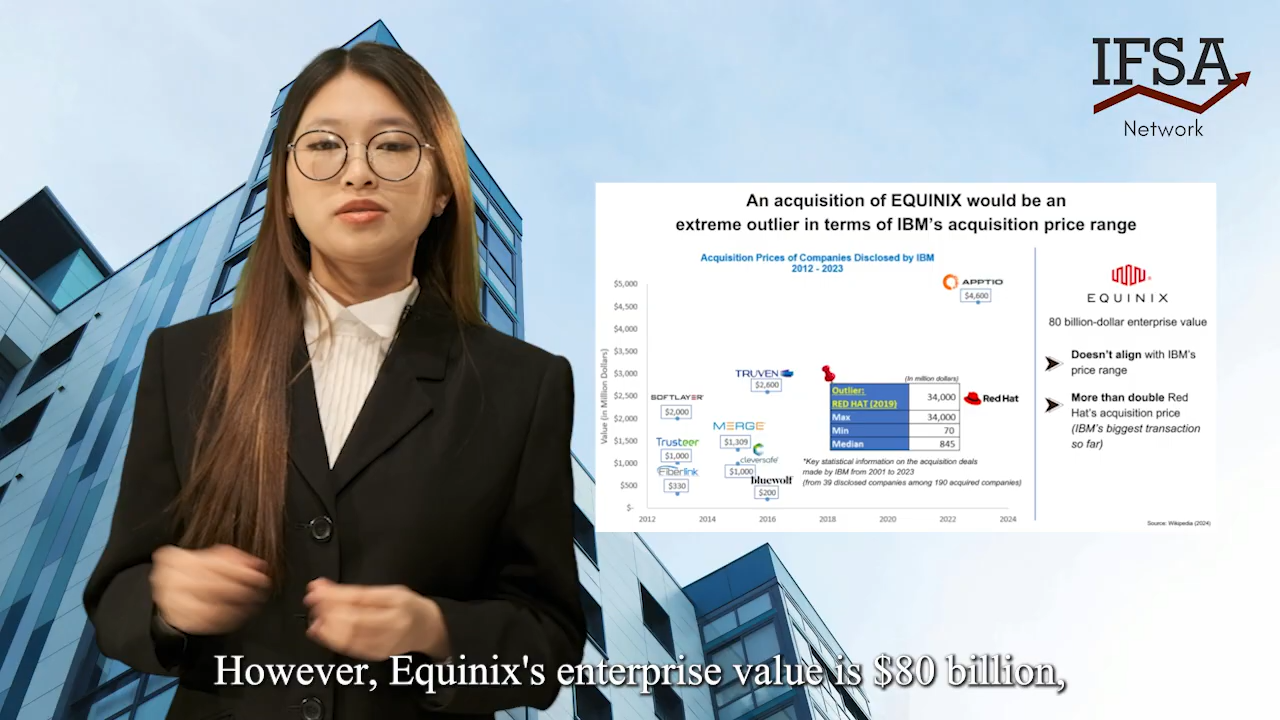 IFSA
Network
An acquisition of EQUINIX would be an
extreme outlier in terms of IBM's acquisition price range
Acquisition Prices of Companies Disclosed by IBM
2012 - 2023
Value (in Million Dollars)
$5,000
$4,500
$4,000
$3,500
$3,000
$2,500
$2,000
$1,500
$1,000
$500
$-
2012
2014
2016
2018
2020
2022
2024
SOFTLAYER
$2,000
Trusteer
$1,000
Fiberlink
$330
TRUVEN
$2,600
MERGE
$1,309
cleversafe
$1,000
bluewolf
$200
APPTIO
$4,600
(In million dollars)
Outlier:
RED HAT (2019) 34,000
Max 34,000
Min 70
Median 845
Red Hat
*Key statistical information on the acquisition deals
made by IBM from 2001 to 2023
(from 39 disclosed companies among 190 acquired companies)
EQUINIX
80 billion-dollar enterprise value
Doesn't align with IBM's
price range
More than double Red
Hat's acquisition price
(IBM's biggest transaction
so far)
Source: Wikipedia (2024)
However, Equinix's enterprise value is $80 billion,